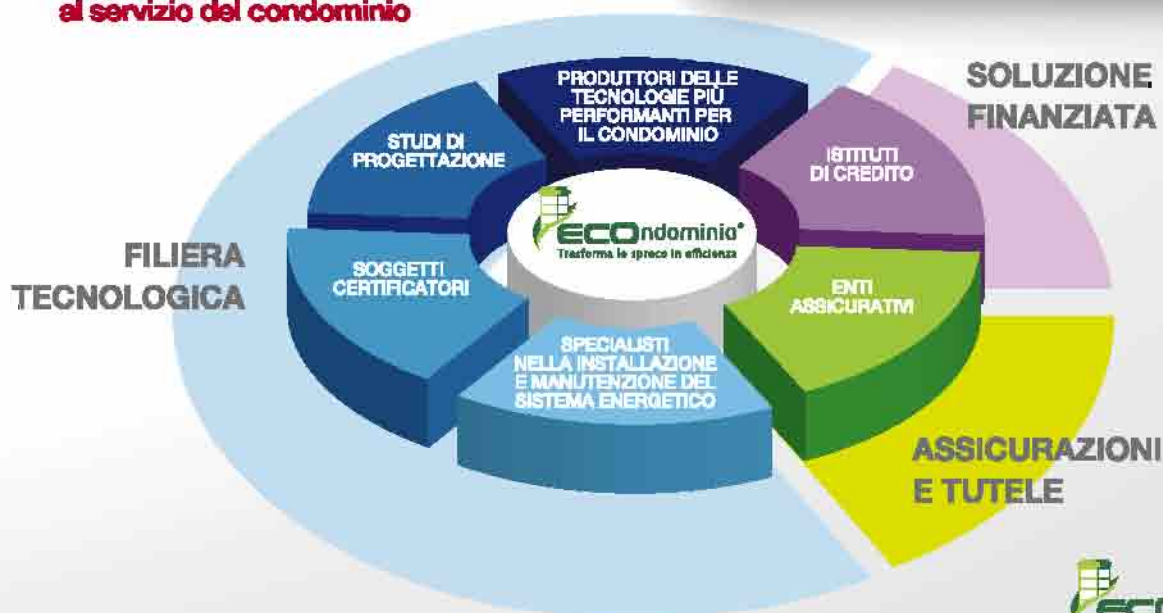 al servizio del condominio
PRODUTTORI DELLE
TECNOLOGIE PIÙ
PERFORMANTI PER
IL CONDOMINIO
SOLUZIONE
FINANZIATA
STUDI DI
PROGETTAZIONE
ISTITUTI
DI CREDITO
ECOndominia®
Trasforma lo spreco in efficienza
FILIERA
TECNOLOGICA
SOGGETTI
CERTIFICATORI
ENTI
ASSICURATIVI
SPECIALISTI
NELLA INSTALLAZIONE
E MANUTENZIONE DEL
SISTEMA ENERGETICO
ASSICURAZIONI
E TUTELE